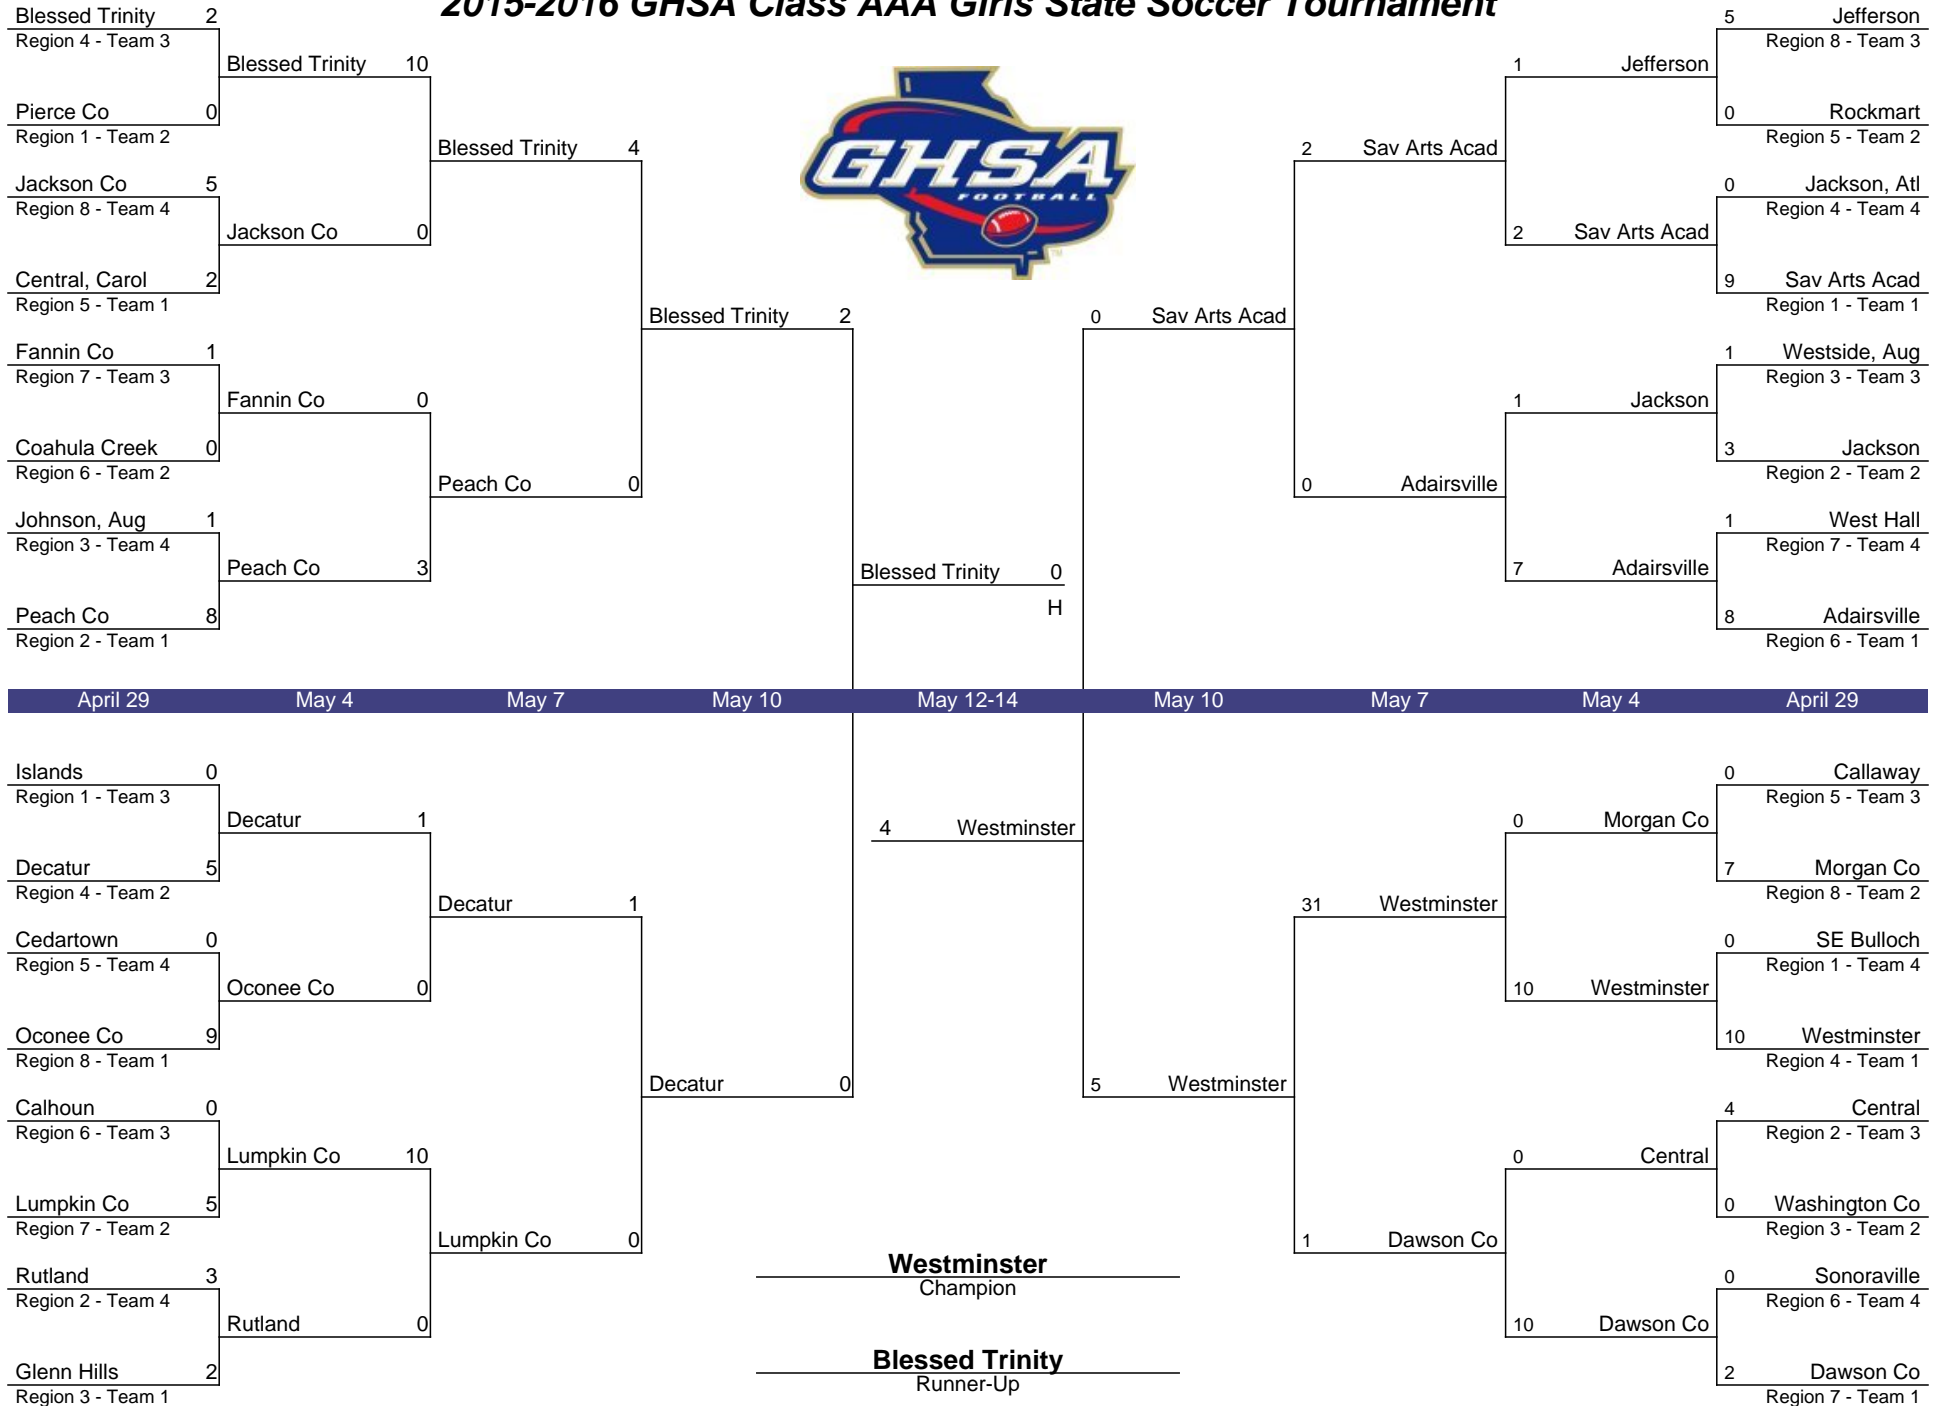 2015-2016 GHSA Class AAA Girls State Soccer Tournament
Blessed Trinity 2
Region 4 - Team 3
Pierce Co 0
Region 1 - Team 2
Jackson Co 5
Region 8 - Team 4
Central, Carol 2
Region 5 - Team 1
Fannin Co 1
Region 7 - Team 3
Coahula Creek 0
Region 6 - Team 2
Johnson, Aug 1
Region 3 - Team 4
Peach Co 8
Region 2 - Team 1
Blessed Trinity 10
Jackson Co 0
Fannin Co 0
Peach Co 3
Blessed Trinity 4
Peach Co 0
Blessed Trinity 2
GHSA
FOOTBALL
TM
Blessed Trinity 0
H
0 Sav Arts Acad
2 Sav Arts Acad
0 Adairsville
1 Jefferson
2 Sav Arts Acad
1 Jackson
7 Adairsville
5 Jefferson
Region 8 - Team 3
0 Rockmart
Region 5 - Team 2
0 Jackson, Atl
Region 4 - Team 4
9 Sav Arts Acad
Region 1 - Team 1
1 Westside, Aug
Region 3 - Team 3
3 Jackson
Region 2 - Team 2
1 West Hall
Region 7 - Team 4
8 Adairsville
Region 6 - Team 1
April 29 May 4 May 7 May 10 May 12-14 May 10 May 7 May 4 April 29
Islands 0
Region 1 - Team 3
Decatur 5
Region 4 - Team 2
Cedartown 0
Region 5 - Team 4
Oconee Co 9
Region 8 - Team 1
Calhoun 0
Region 6 - Team 3
Lumpkin Co 5
Region 7 - Team 2
Rutland 3
Region 2 - Team 4
Glenn Hills 2
Region 3 - Team 1
Decatur 1
Oconee Co 0
Lumpkin Co 10
Rutland 0
Decatur 1
Lumpkin Co 0
Decatur 0
4 Westminster
Westminster
Champion
Blessed Trinity
Runner-Up
5 Westminster
31 Westminster
1 Dawson Co
0 Morgan Co
10 Westminster
0 Central
10 Dawson Co
0 Callaway
Region 5 - Team 3
7 Morgan Co
Region 8 - Team 2
0 SE Bulloch
Region 1 - Team 4
10 Westminster
Region 4 - Team 1
4 Central
Region 2 - Team 3
0 Washington Co
Region 3 - Team 2
0 Sonoraville
Region 6 - Team 4
2 Dawson Co
Region 7 - Team 1